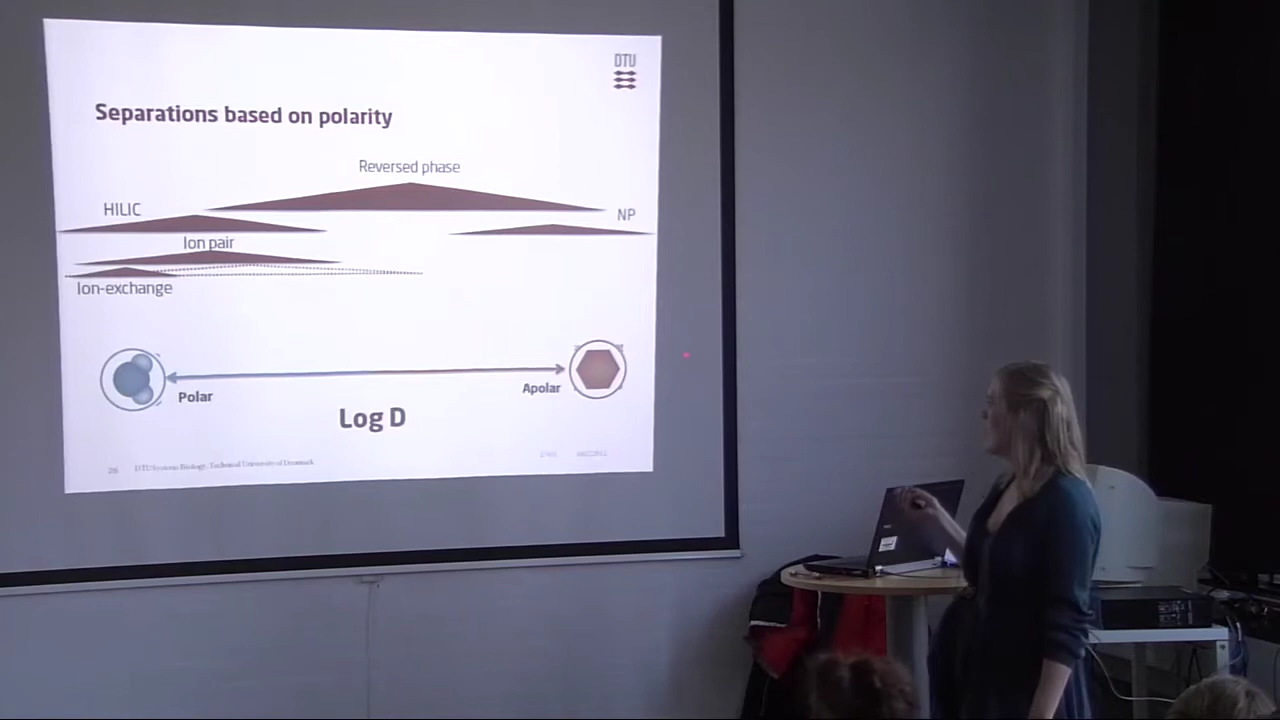 DTU
Separations based on polarity
Reversed phase
HILIC
NP
Ion pair
Ion-exchange
Polar
Apolar
Log D
26 DTU Systems Biology, Technical University of Denmark